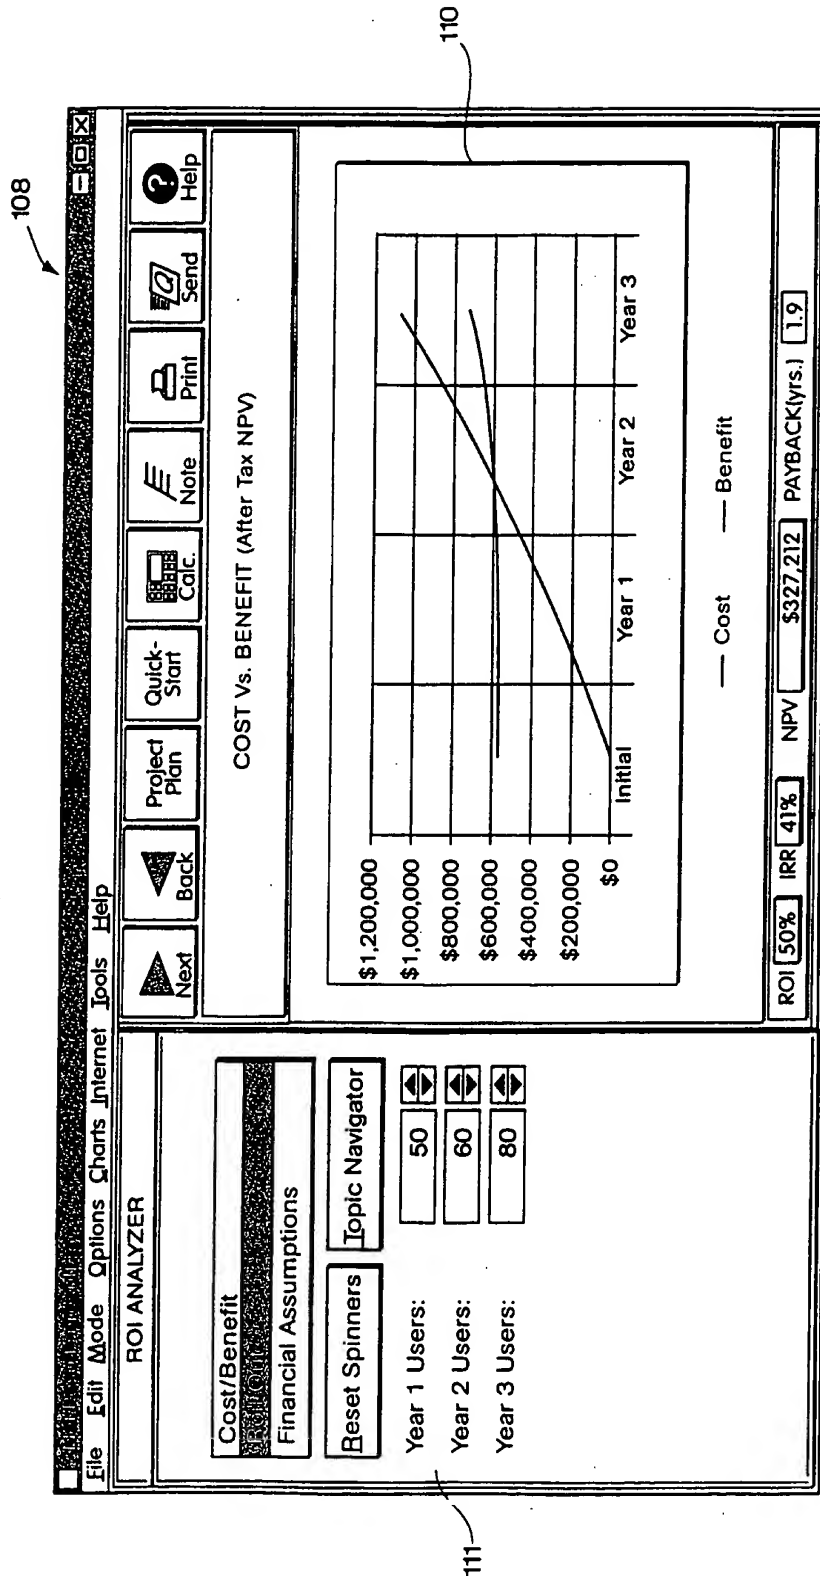 108
File Edit Mode Options Charts Internet Tools Help
ROI ANALYZER
Next
Back
Project
Plan
Quick-
Start
Calc.
Note
Print
Send
Help
Cost/Benefit
Financial Assumptions
Reset Spinners
Topic Navigator
Year 1 Users: 50
Year 2 Users: 60
Year 3 Users: 80
111
COST Vs. BENEFIT (After Tax NPV)
$1,200,000
$1,000,000
$800,000
$600,000
$400,000
$200,000
$0
Initial Year 1 Year 2 Year 3
— Cost — Benefit
110
ROI 50% IRR 41% NPV $327,212 PAYBACK(yrs.) 1.9